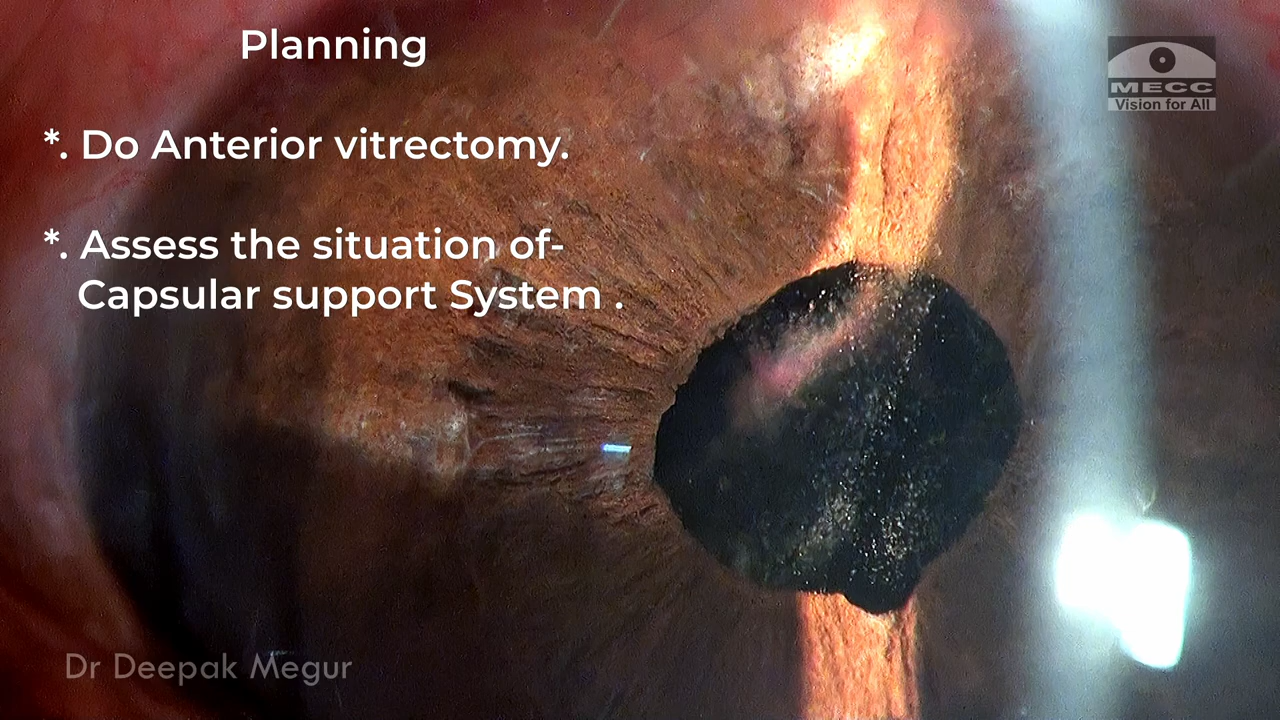 Planning
*. Do Anterior vitrectomy.
*. Assess the situation of-
Capsular support System .
MECC
Vision for All
Dr Deepak Megur